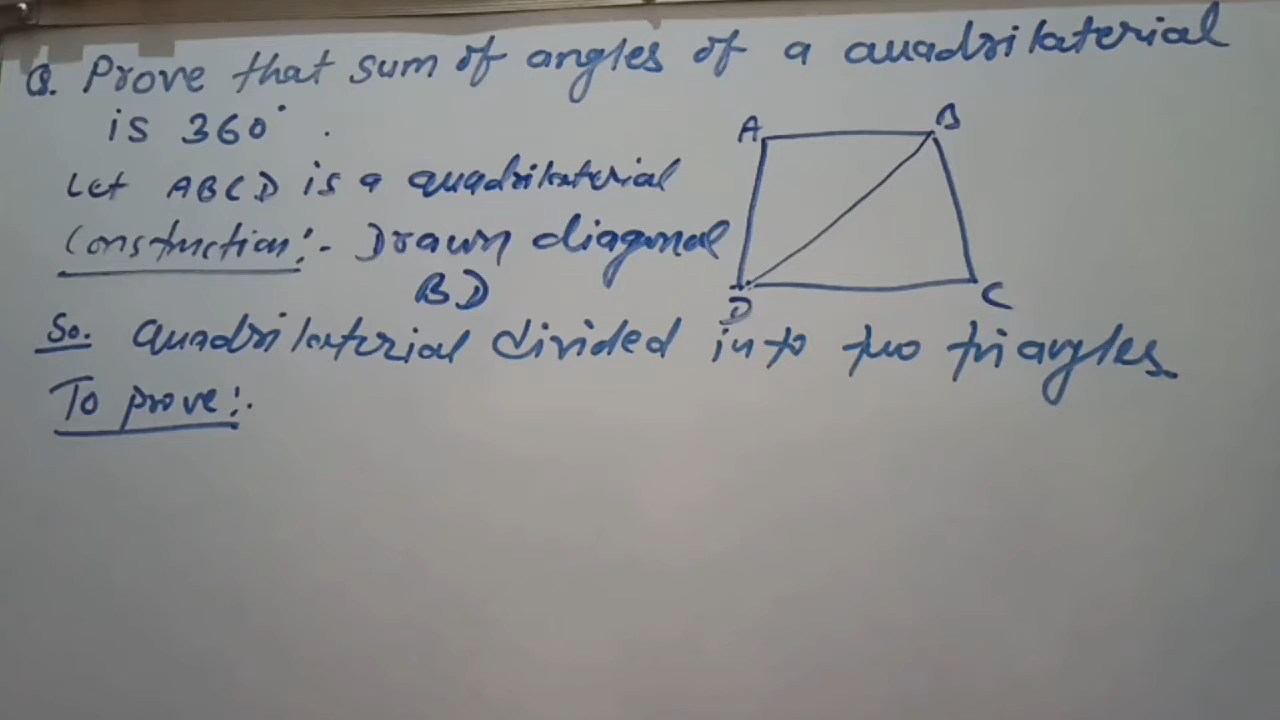 Q. Prove that sum of angles of a quadrilaterial
is 360° .
Let ABCD is a quadrilaterial
Construction:- Drawn diagonal
BD
So. quadrilaterial divided into two triangles.
To prove:-
A
B
D
C